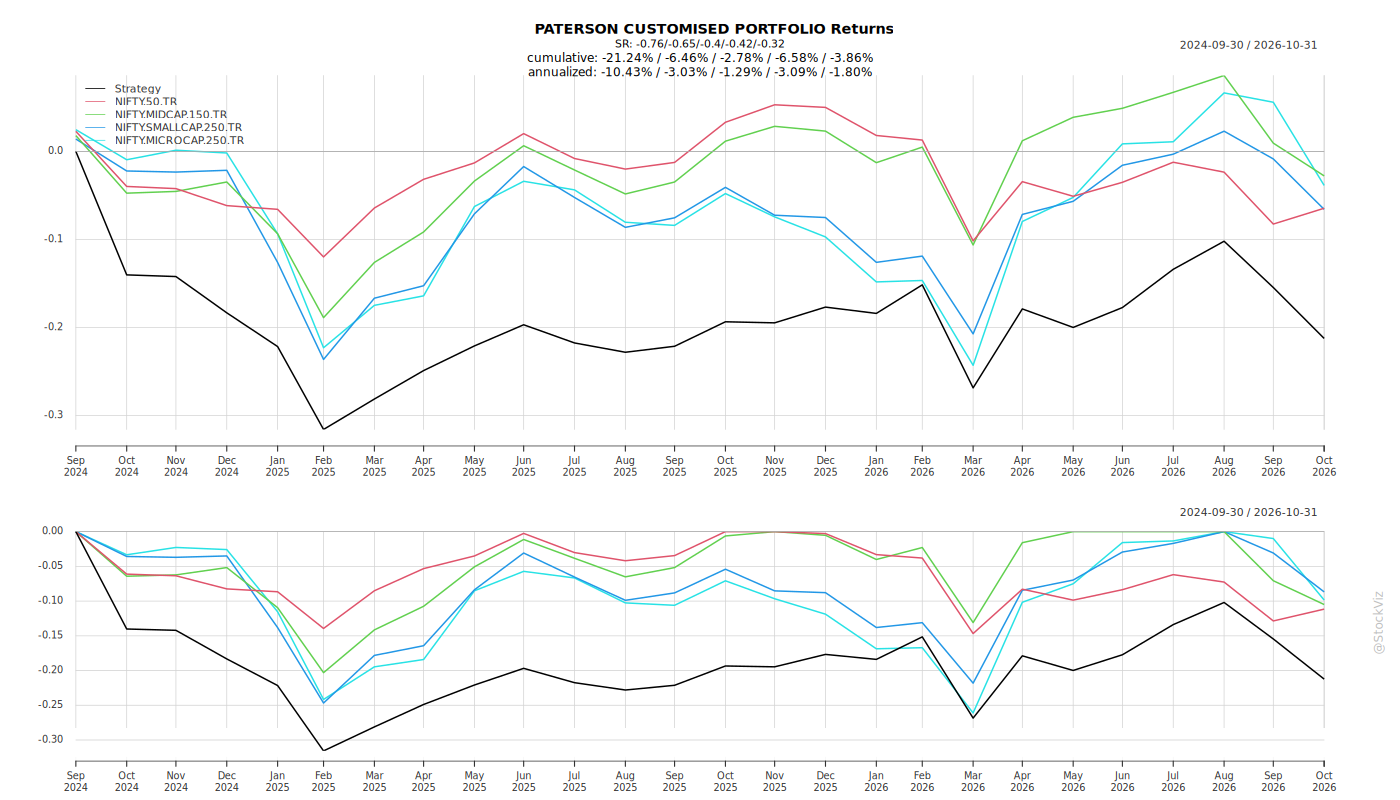 PATERSON CUSTOMISED PORTFOLIO Returns
SR: -0.76/-0.65/-0.4/-0.42/-0.32
2024-09-30 / 2026-10-31
cumulative: -21.24% / -6.46% / -2.78% / -6.58% / -3.86%
annualized: -10.43% / -3.03% / -1.29% / -3.09% / -1.80%
Strategy
NIFTY.50.TR
NIFTY.MIDCAP.150.TR
NIFTY.SMALLCAP.250.TR
NIFTY.MICROCAP.250.TR
0.0
-0.1
-0.2
-0.3
Sep Oct Nov Dec Jan Feb Mar Apr May Jun Jul Aug Sep Oct Nov Dec Jan Feb Mar Apr May Jun Jul Aug Sep Oct
2024 2024 2024 2024 2025 2025 2025 2025 2025 2025 2025 2025 2025 2025 2025 2025 2026 2026 2026 2026 2026 2026 2026 2026 2026 2026
2024-09-30 / 2026-10-31
0.00
-0.05
-0.10
-0.15
-0.20
-0.25
-0.30
Sep Oct Nov Dec Jan Feb Mar Apr May Jun Jul Aug Sep Oct Nov Dec Jan Feb Mar Apr May Jun Jul Aug Sep Oct
2024 2024 2024 2024 2025 2025 2025 2025 2025 2025 2025 2025 2025 2025 2025 2025 2026 2026 2026 2026 2026 2026 2026 2026 2026 2026
@StockViz